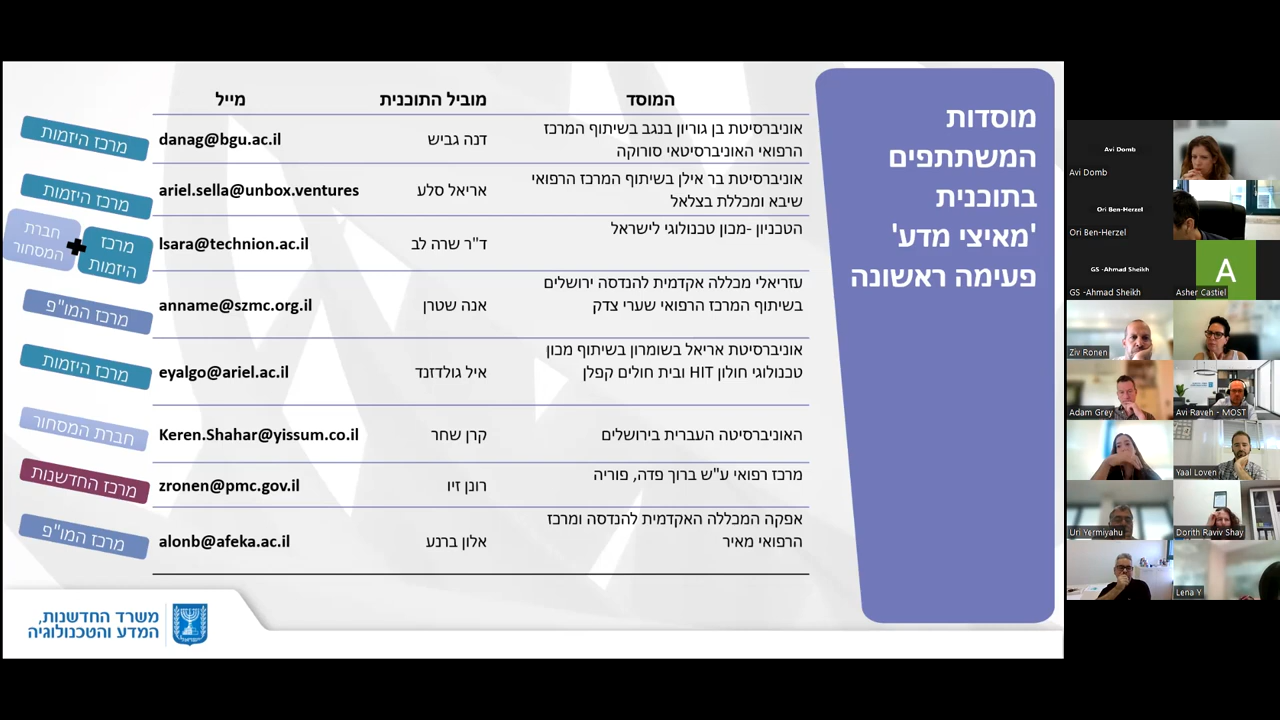 מוסדות
המשתתפים
בתוכנית
'מאיצי מדע'
פעימה ראשונה
המוסד
מוביל התוכנית
מייל
אוניברסיטת בן גוריון בנגב בשיתוף המרכז
הרפואי האוניברסיטאי סורוקה
דנה גביש
danag@bgu.ac.il
מרכז היזמות
אוניברסיטת בר אילן בשיתוף המרכז הרפואי
שיבא ומכללת בצלאל
אריאל סלע
ariel.sella@unbox.ventures
מרכז היזמות
הטכניון -מכון טכנולוגי לישראל
ד"ר שרה לב
lsara@technion.ac.il
מרכז
היזמות
+
חברת
המסחור
עזריאלי מכללה אקדמית להנדסה ירושלים
בשיתוף המרכז הרפואי שערי צדק
אנה שטרן
anname@szmc.org.il
מרכז המו"פ
אוניברסיטת אריאל בשומרון בשיתוף מכון
טכנולוגי חולון HIT ובית חולים קפלן
איל גולדזנד
eyalgo@ariel.ac.il
מרכז היזמות
האוניברסיטה העברית בירושלים
קרן שחר
Keren.Shahar@yissum.co.il
חברת המסחור
מרכז רפואי ע"ש ברוך פדה, פוריה
רונן זיו
zronen@pmc.gov.il
מרכז החדשנות
אפקה המכללה האקדמית להנדסה ומרכז
הרפואי מאיר
אלון ברנע
alonb@afeka.ac.il
מרכז המו"פ
משרד החדשנות,
המדע והטכנולוגיה
Avi Domb
Avi Domb
Ori Ben-Herzel
Ori Ben-Herzel
GS -Ahmad Sheikh
GS -Ahmad Sheikh
A
Asher Castiel
Ziv Ronen
Adam Grey
Avi Raveh - MOST
Yaal Loven
Uri Yermiyahu
Dorith Raviv Shay
Lena Y